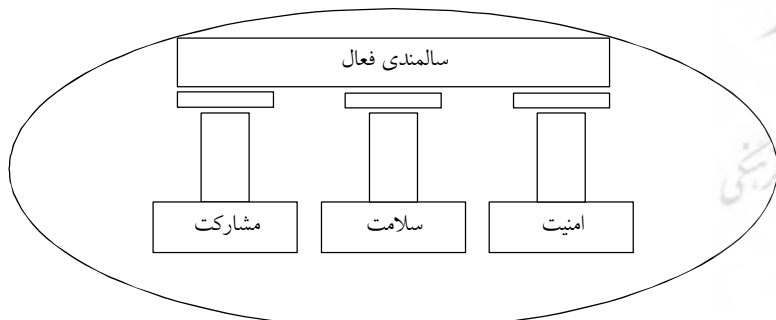 سالمندی فعال
امنیت
سلامت
مشارکت